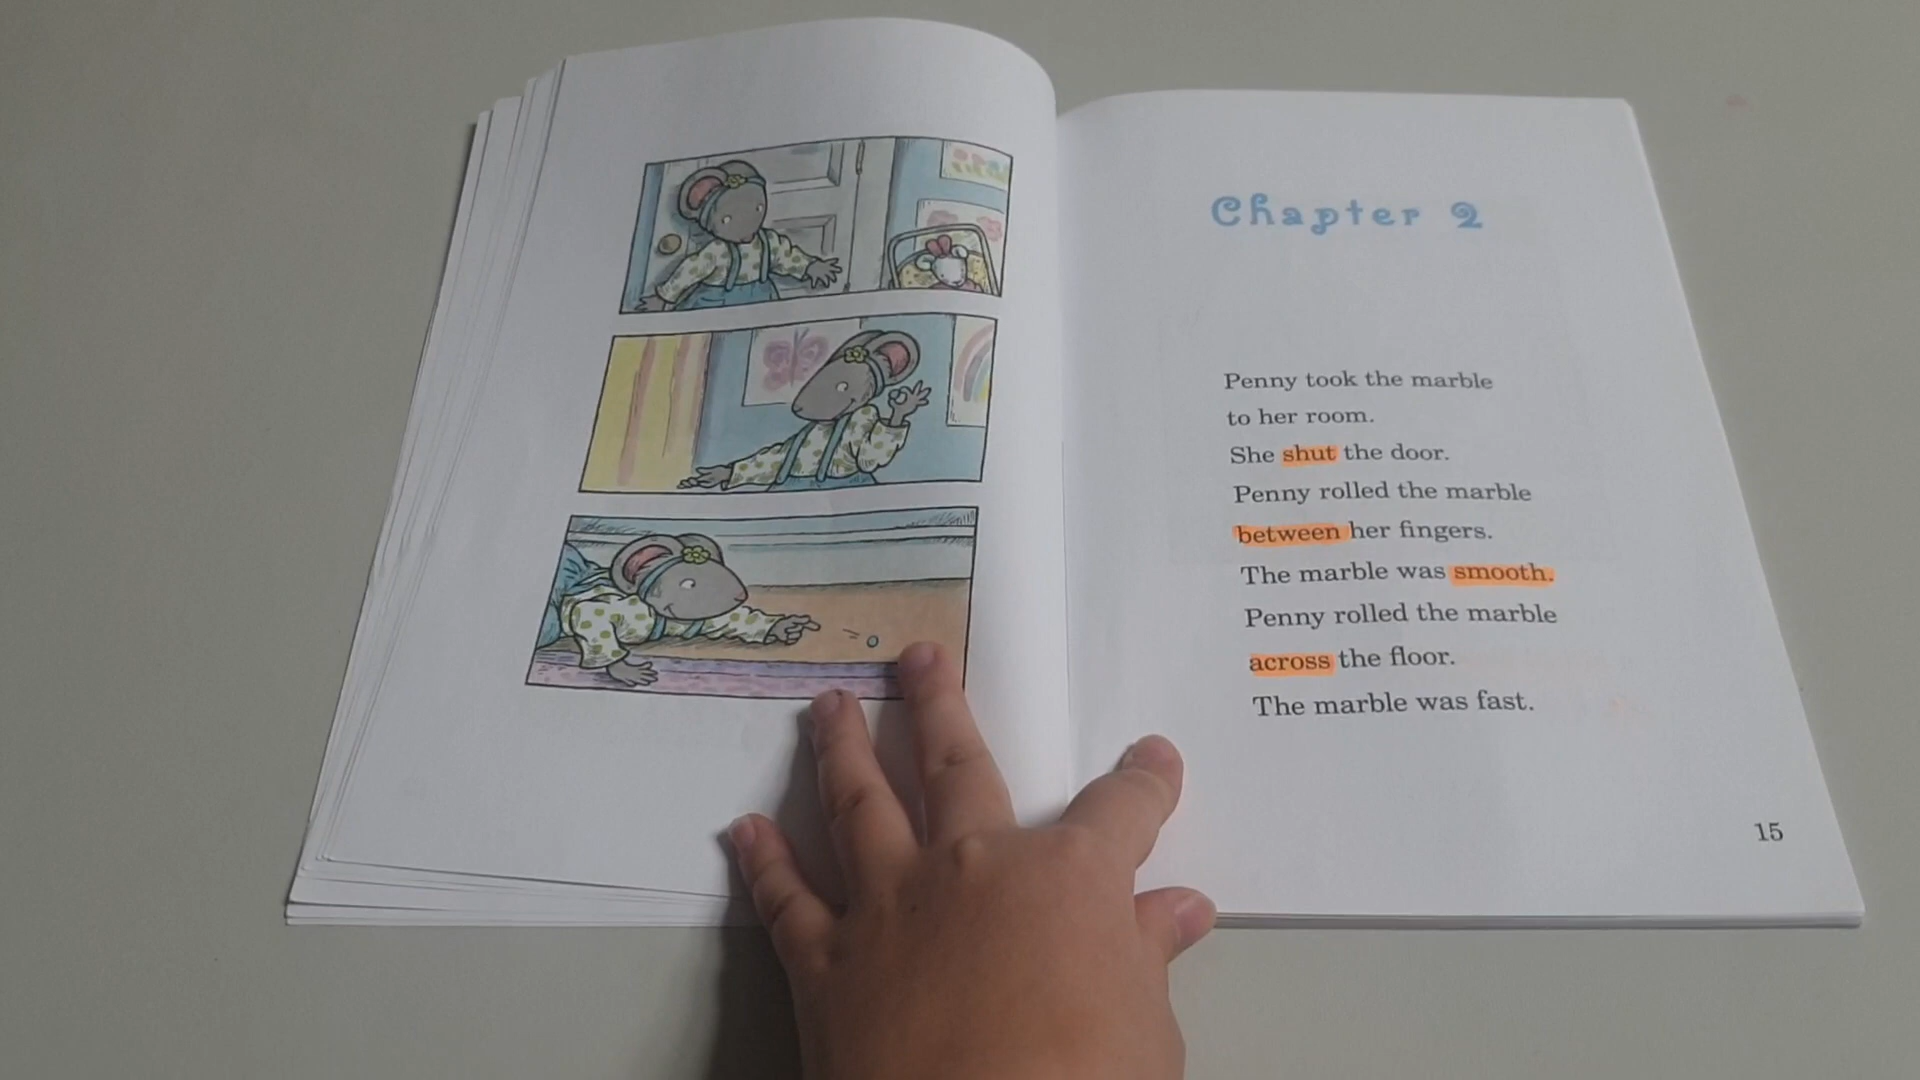 Chapter 2
Penny took the marble
to her room.
She shut the door.
Penny rolled the marble
between her fingers.
The marble was smooth.
Penny rolled the marble
across the floor.
The marble was fast.
15